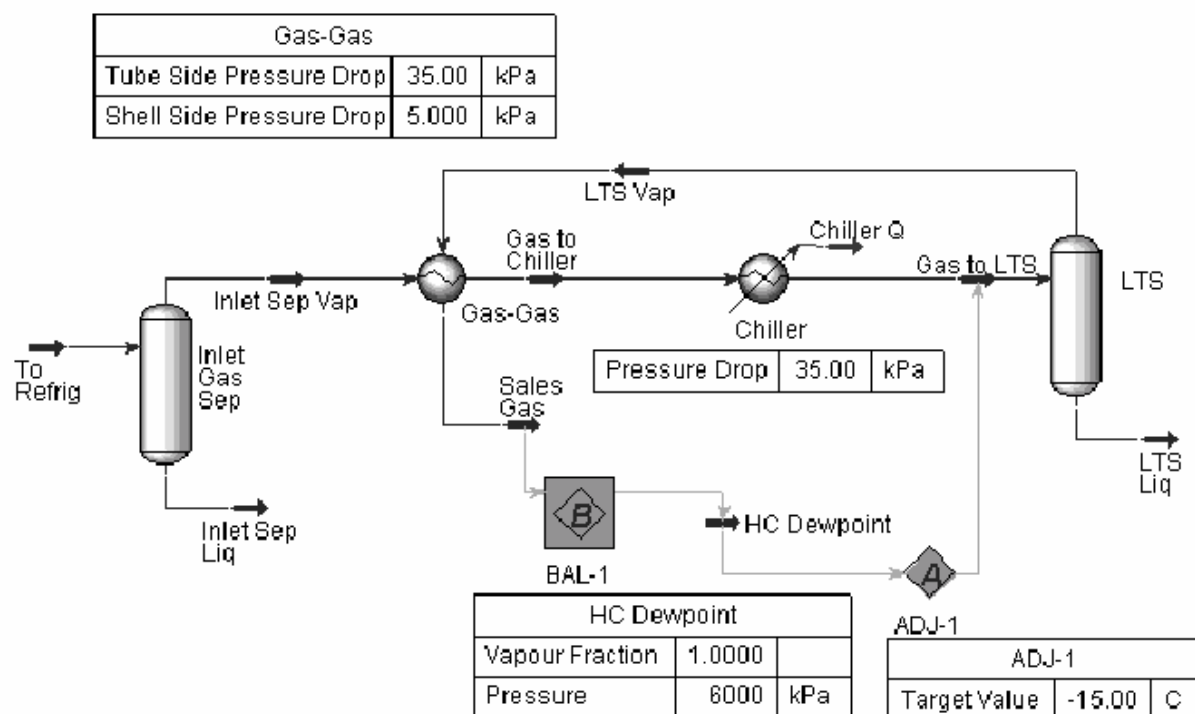 Gas-Gas
Tube Side Pressure Drop 35.00 kPa
Shell Side Pressure Drop 5.000 kPa
LTS Vap
Gas to
Chiller
Chiller Q
Gas to LTS
LTS
Inlet Sep Vap
Gas-Gas
Chiller
To
Refrig
Inlet
Gas
Sep
Pressure Drop 35.00 kPa
Sales
Gas
LTS
Liq
Inlet Sep
Liq
B
HC Dewpoint
BAL-1
A
ADJ-1
HC Dewpoint
Vapour Fraction 1.0000
Pressure 6000 kPa
ADJ-1
Target Value -15.00 C